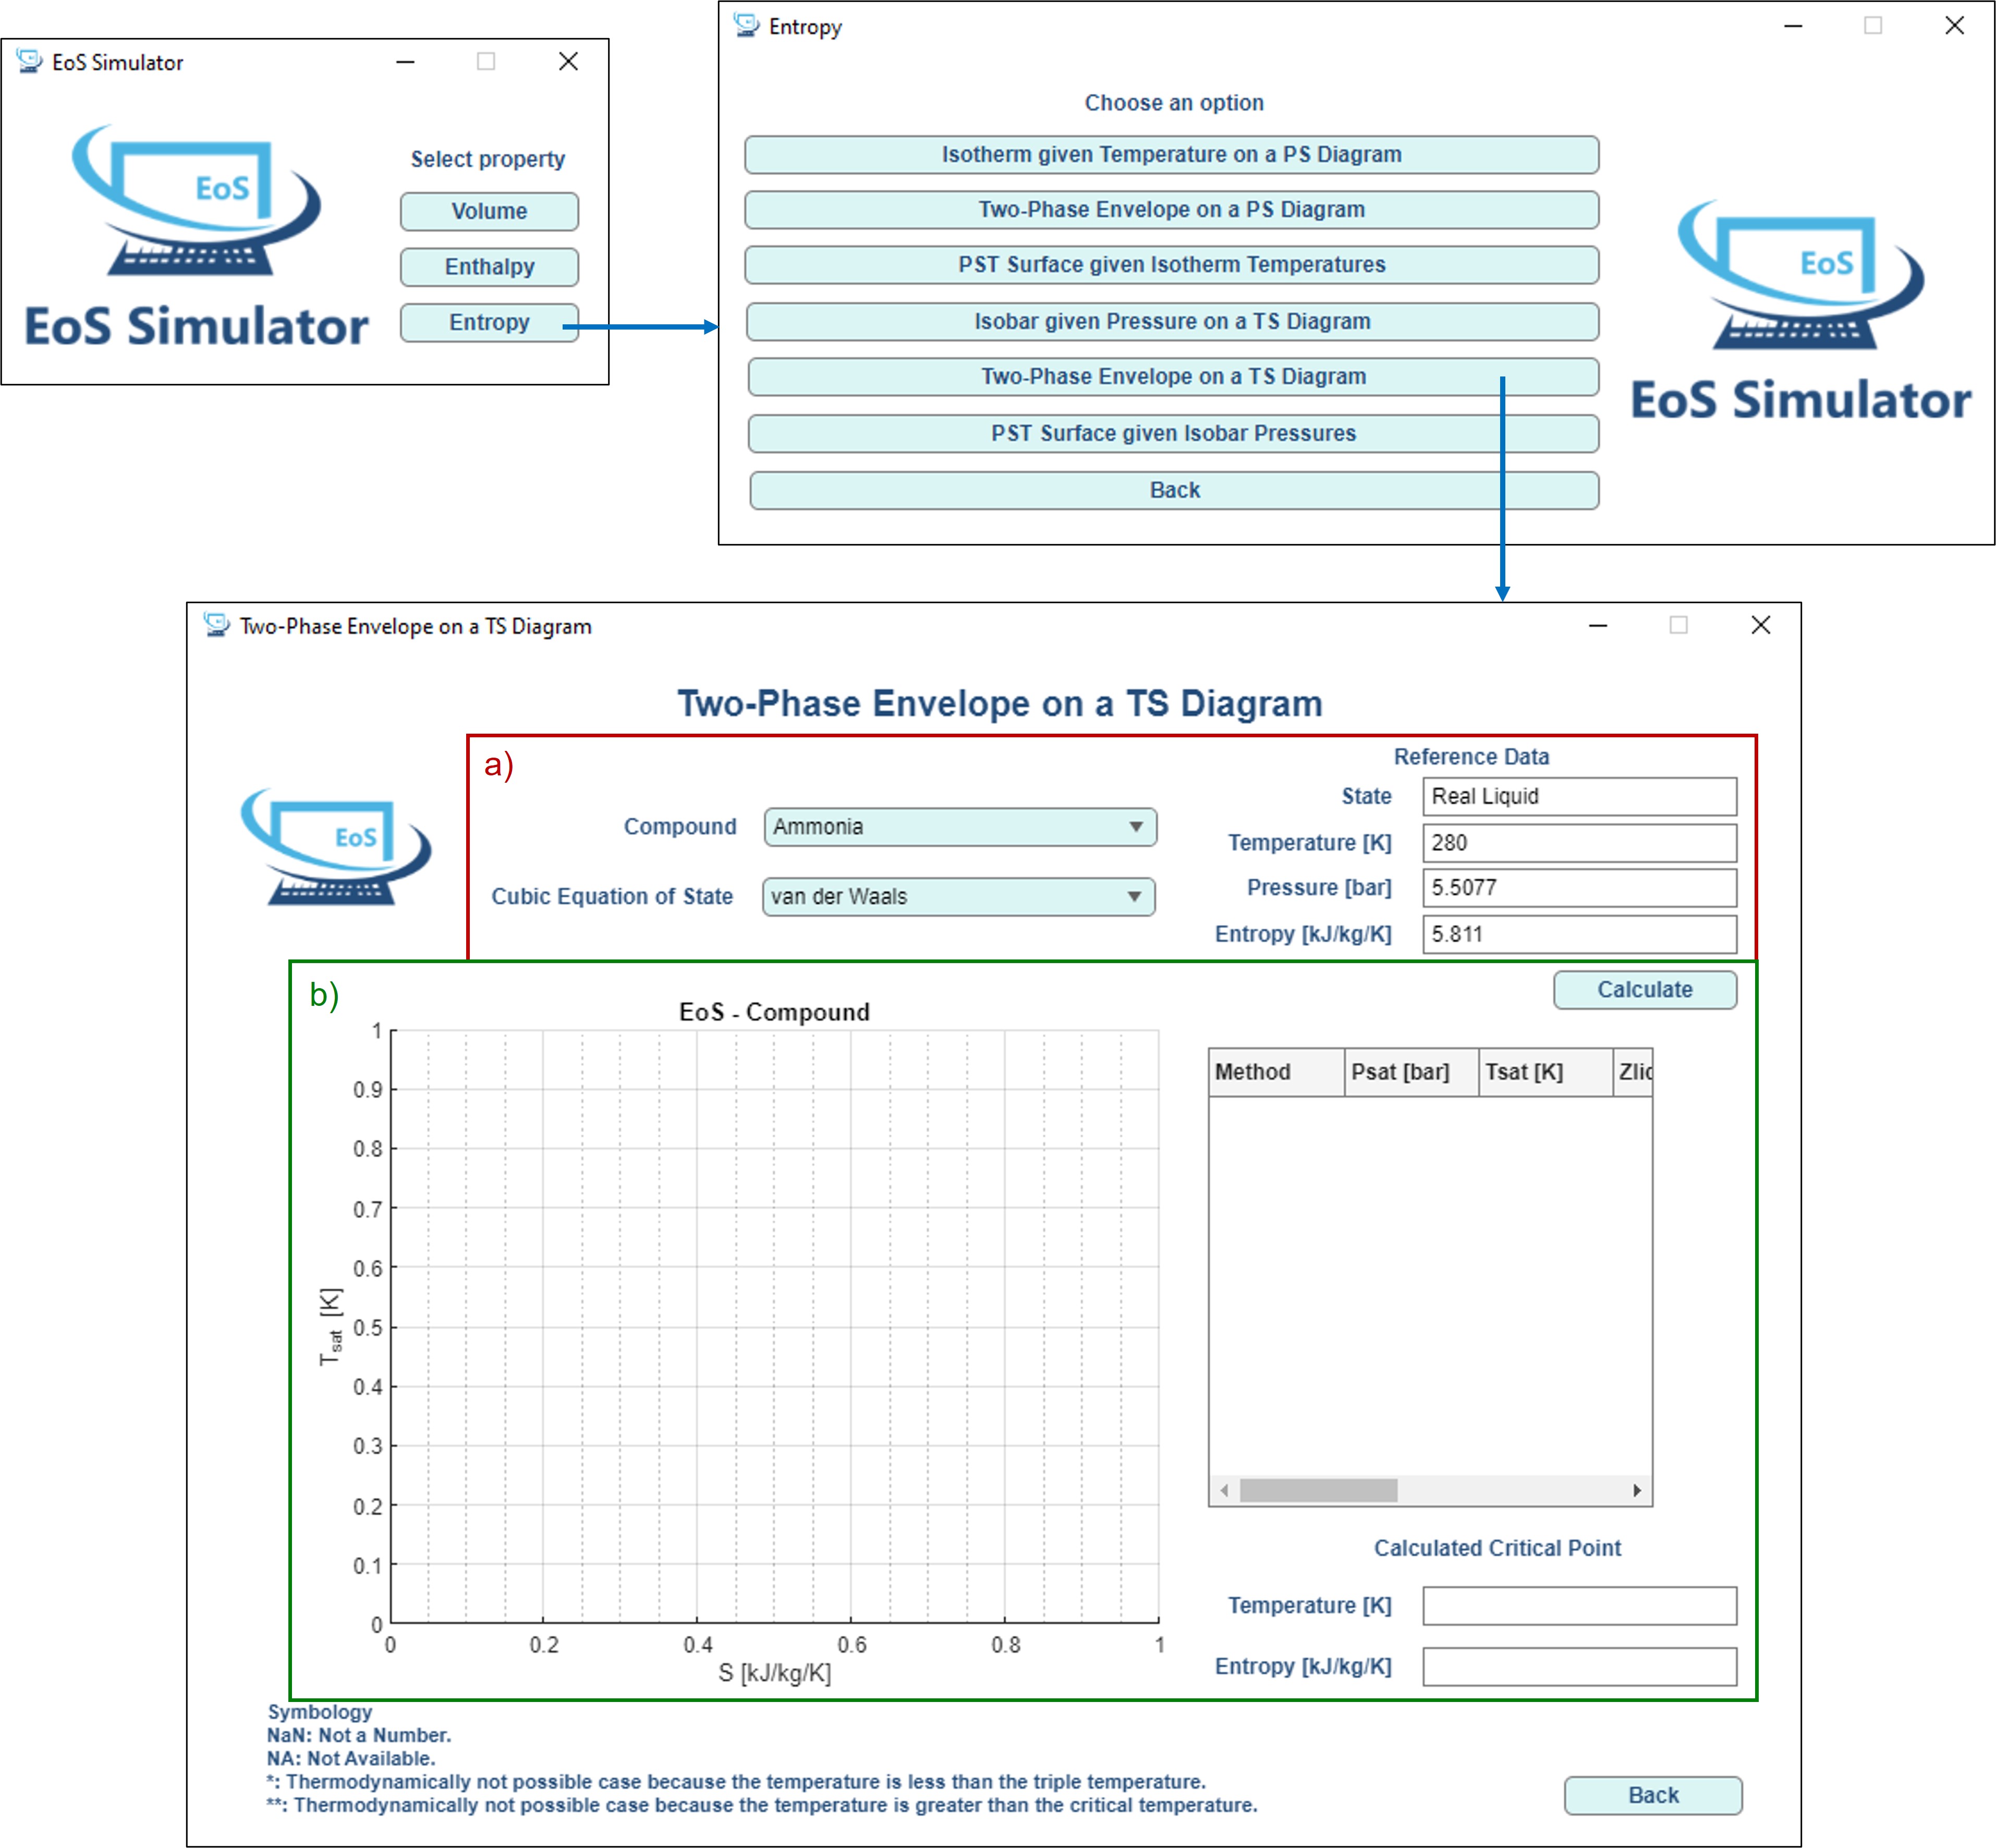 EoS Simulator
Select property
EoS
Volume
Enthalpy
Entropy
EoS Simulator
Entropy
Choose an option
Isotherm given Temperature on a PS Diagram
Two-Phase Envelope on a PS Diagram
PST Surface given Isotherm Temperatures
Isobar given Pressure on a TS Diagram
Two-Phase Envelope on a TS Diagram
PST Surface given Isobar Pressures
Back
EoS
EoS Simulator
Two-Phase Envelope on a TS Diagram
Two-Phase Envelope on a TS Diagram
EoS
a)
Compound Ammonia
Cubic Equation of State van der Waals
Reference Data
State Real Liquid
Temperature [K] 280
Pressure [bar] 5.5077
Entropy [kJ/kg/K] 5.811
b)
Calculate
EoS - Compound
1
0.9
0.8
0.7
0.6
0.5
0.4
0.3
0.2
0.1
0
Tsat [K]
0 0.2 0.4 0.6 0.8 1
S [kJ/kg/K]
Method Psat [bar] Tsat [K] Zlic
Calculated Critical Point
Temperature [K]
Entropy [kJ/kg/K]
Symbology
NaN: Not a Number.
NA: Not Available.
*: Thermodynamically not possible case because the temperature is less than the triple temperature.
**: Thermodynamically not possible case because the temperature is greater than the critical temperature.
Back